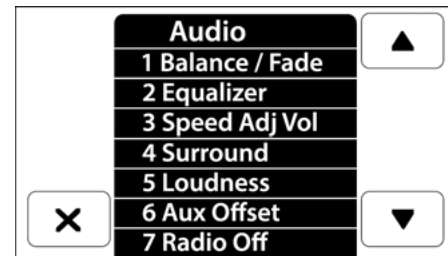 Audio
1 Balance / Fade
2 Equalizer
3 Speed Adj Vol
4 Surround
5 Loudness
6 Aux Offset
7 Radio Off